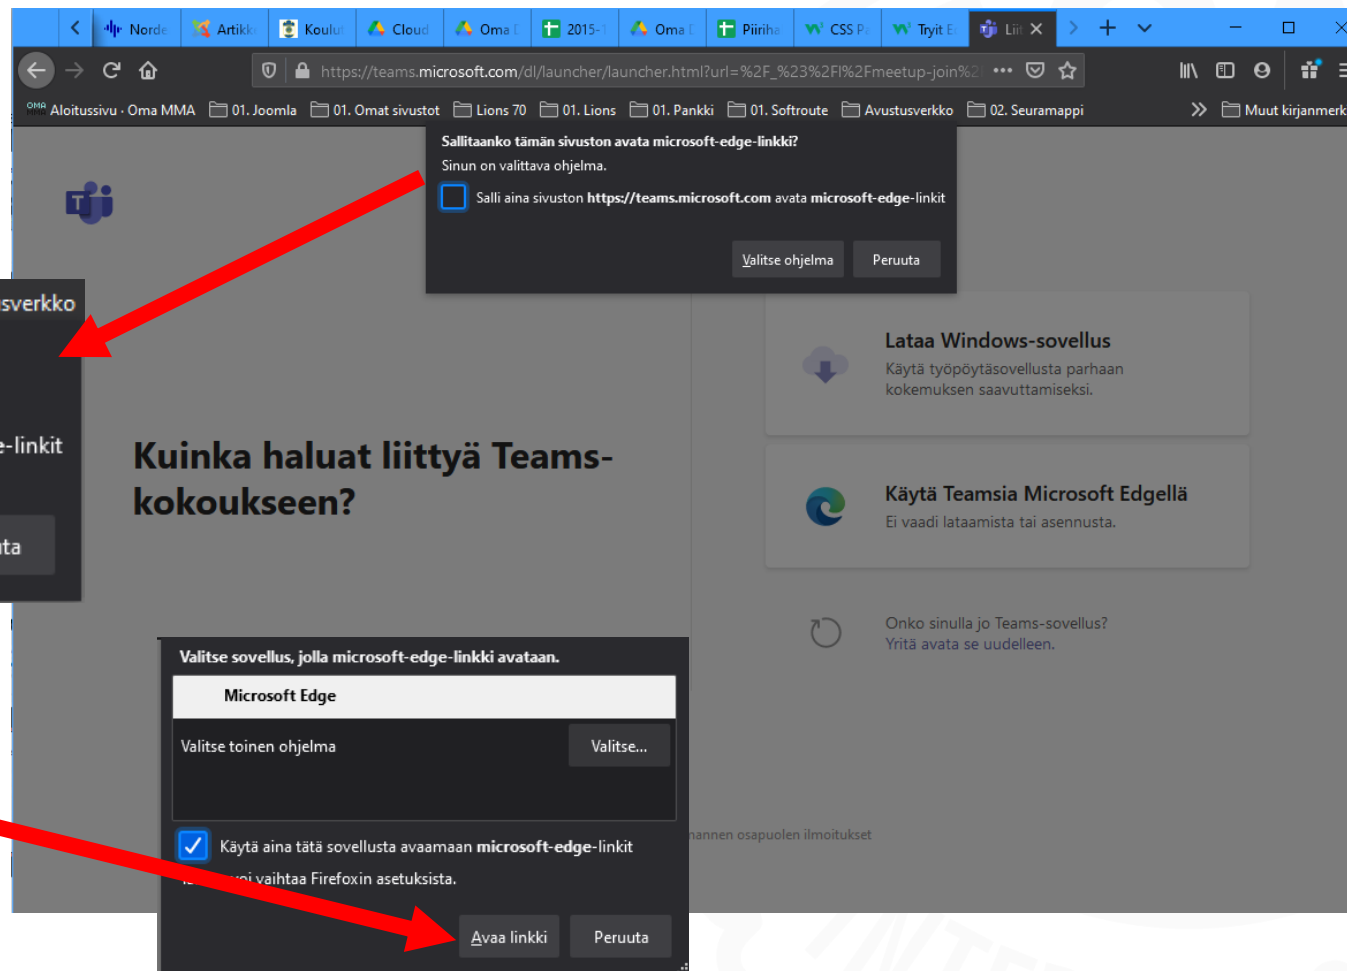 Norde
Artikk
Koulut
Cloud
Oma D
2015-1
Oma D
Piiriha
CSS P
Tryit E
Liit
https://teams.microsoft.com/dl/launcher/launcher.html?url=%2F_%23%2Fl%2Fmeetup-join%2
OMA Aloitussivu · Oma MMA
01. Joomla
01. Omat sivustot
Lions 70
01. Lions
01. Pankki
01. Softroute
Avustusverkko
02. Seuramappi
Muut kirjanmerk
Sallitaanko tämän sivuston avata microsoft-edge-linkki?
Sinun on valittava ohjelma.
Salli aina sivuston https://teams.microsoft.com avata microsoft-edge-linkit
Valitse ohjelma
Peruuta
sverkko
e-linkit
ta
Kuinka haluat liittyä Teams-
kokoukseen?
Lataa Windows-sovellus
Käytä työpöytäsovellusta parhaan
kokemuksen saavuttamiseksi.
Käytä Teamsia Microsoft Edgellä
Ei vaadi lataamista tai asennusta.
Onko sinulla jo Teams-sovellus?
Yritä avata se uudelleen.
nannen osapuolen ilmoitukset
Valitse sovellus, jolla microsoft-edge-linkki avataan.
Microsoft Edge
Valitse toinen ohjelma
Valitse...
Käytä aina tätä sovellusta avaamaan microsoft-edge-linkit
voi vaihtaa Firefoxin asetuksista.
Avaa linkki
Peruuta